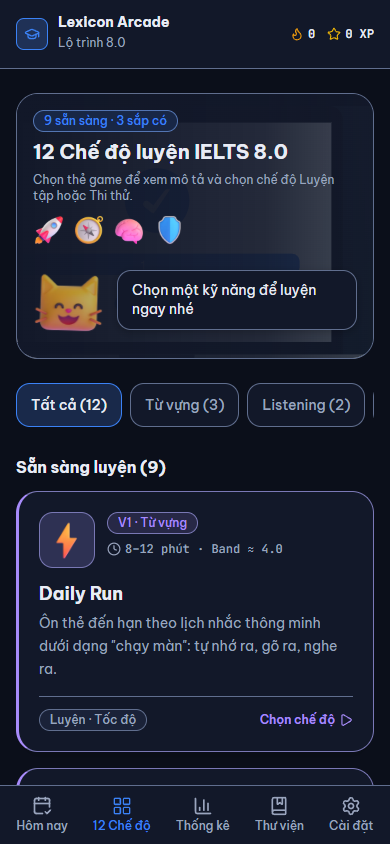 Lexicon Arcade
Lộ trình 8.0
0
0 XP
9 sẵn sàng · 3 sắp có
12 Chế độ luyện IELTS 8.0
Chọn thẻ game để xem mô tả và chọn chế độ Luyện
tập hoặc Thi thử.
Chọn một kỹ năng để luyện
ngay nhé
Tất cả (12)
Từ vựng (3)
Listening (2)
Sẵn sàng luyện (9)
V1 · Từ vựng
8–12 phút · Band ≈ 4.0
Daily Run
Ôn thẻ đến hạn theo lịch nhắc thông minh
dưới dạng "chạy màn": tự nhớ ra, gõ ra, nghe
ra.
Luyện · Tốc độ
Chọn chế độ
Hôm nay
12 Chế độ
Thống kê
Thư viện
Cài đặt